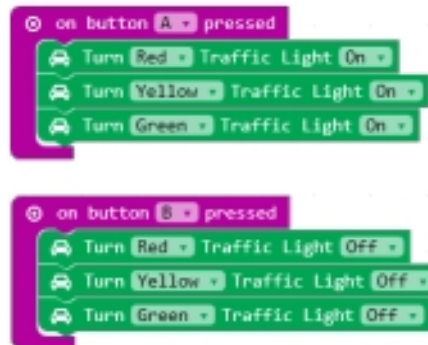 on button A pressed
Turn Red Traffic Light On
Turn Yellow Traffic Light On
Turn Green Traffic Light On
on button B pressed
Turn Red Traffic Light Off
Turn Yellow Traffic Light Off
Turn Green Traffic Light Off